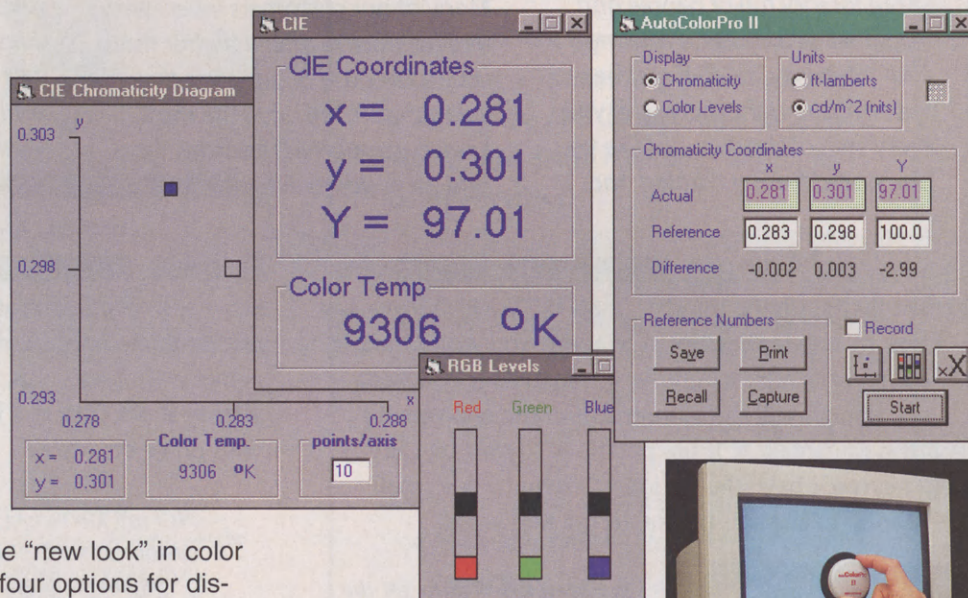 CIE Chromaticity Diagram
y
0.303
0.298
0.293
0.278
0.283
0.288
x
x = 0.281
y = 0.301
Color Temp.
9306 °K
points/axis
10
CIE
CIE Coordinates
x = 0.281
y = 0.301
Y = 97.01
Color Temp
9306 °K
RGB Levels
Red Green Blue
AutoColorPro II
Display
Chromaticity
Color Levels
Units
ft-lamberts
cd/m^2 (nits)
Chromaticity Coordinates
x y Y
Actual 0.281 0.301 97.01
Reference 0.283 0.298 100.0
Difference -0.002 0.003 -2.99
Reference Numbers
Save Print
Recall Capture
Record
xX
Start
"new look" in color
four options for dis-
II